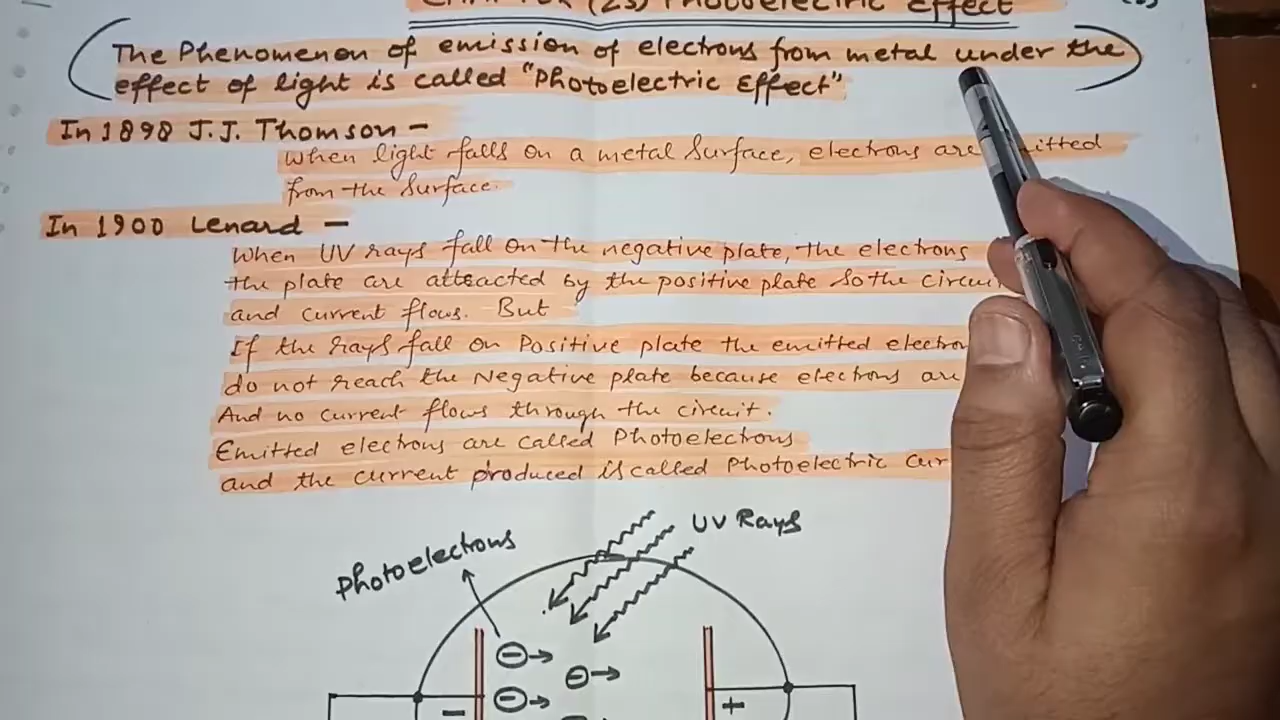 (25) Photoelectric Effect
The Phenomenon of emission of electrons from metal under the
effect of light is called "Photoelectric Effect"
In 1898 J.J. Thomson –
When light falls on a metal Surface, electrons are itted
from the Surface.
In 1900 Lenard –
When UV rays fall on the negative plate, the electrons
the plate are attracted by the positive plate So the
and current flows. But
If the rays fall on Positive plate the emitted
do not reach the Negative plate because electrons are
And no current flows through the circuit.
Emitted electrons are called Photoelectrons
and the current produced is called Photoelectric
UV Rays
Photoelectrons
− → − →
− →
− +